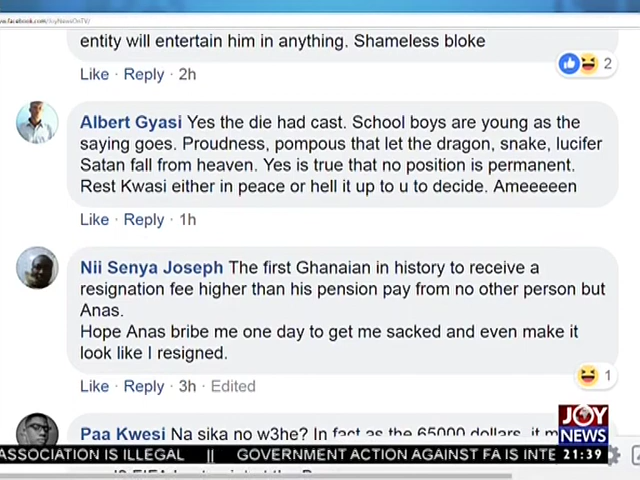 ww.facebook.com/JoyNewsOnTV/
entity will entertain him in anything. Shameless bloke
Like · Reply · 2h
2
Albert Gyasi Yes the die had cast. School boys are young as the
saying goes. Proudness, pompous that let the dragon, snake, lucifer
Satan fall from heaven. Yes is true that no position is permanent.
Rest Kwasi either in peace or hell it up to u to decide. Ameeeeen
Like · Reply · 1h
Nii Senya Joseph The first Ghanaian in history to receive a
resignation fee higher than his pension pay from no other person but
Anas.
Hope Anas bribe me one day to get me sacked and even make it
look like I resigned.
1
Like · Reply · 3h · Edited
Paa Kwesi Na sika no w3he? In fact as the 65000 dollars, it m
JOY
NEWS
ASSOCIATION IS ILLEGAL || GOVERNMENT ACTION AGAINST FA IS INTE 21:39